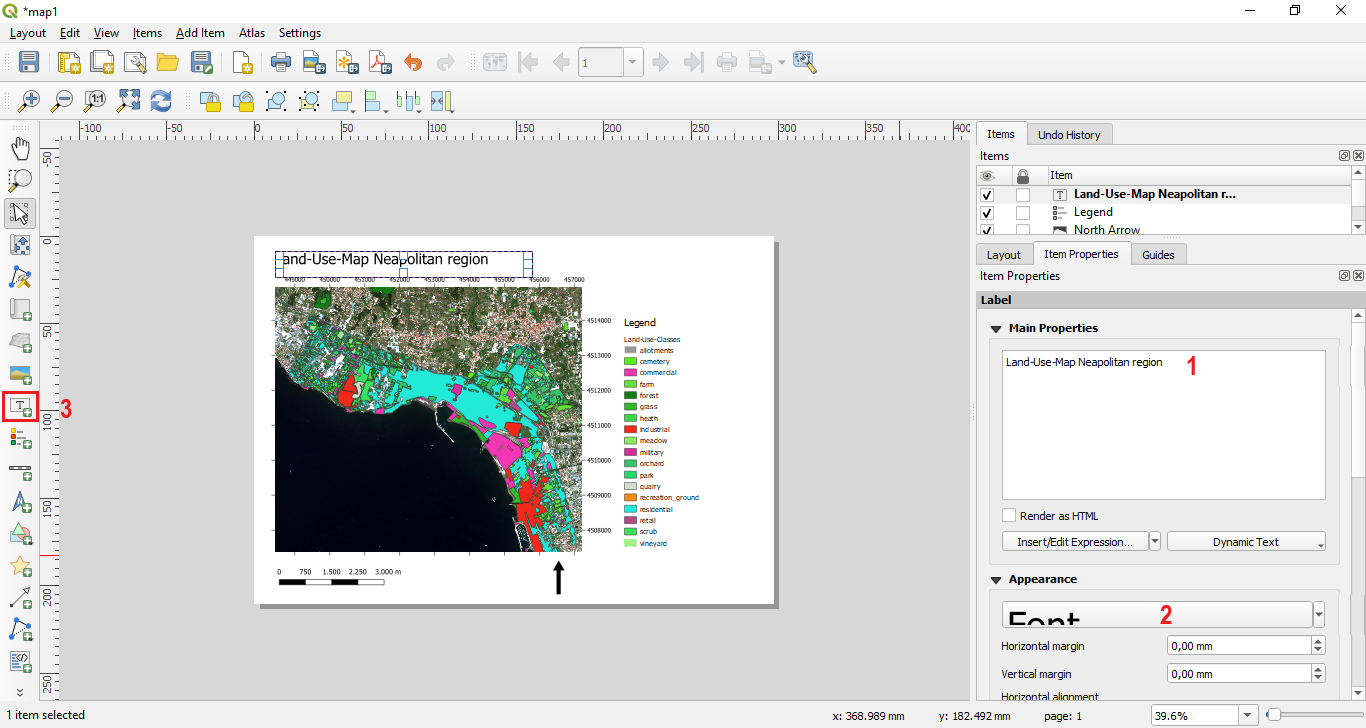 *map1
Layout Edit View Items Add Item Atlas Settings
1
-100 -50 0 50 100 150 200 250 300 350 400
-50
0
50
100
150
200
250
3
Land-Use-Map Neapolitan region
449000 450000 451000 452000 453000 454000 455000 456000 457000
4514000
4513000
4512000
4511000
4510000
4509000
4508000
Legend
Land-Use-Classes
allotments
cemetery
commercial
farm
forest
grass
heath
industrial
meadow
military
orchard
park
quarry
recreation_ground
residential
retail
scrub
vineyard
0 750 1.500 2.250 3.000 m
Items Undo History
Items
Item
Land-Use-Map Neapolitan r...
Legend
North Arrow
Layout Item Properties Guides
Item Properties
Label
Main Properties
Land-Use-Map Neapolitan region 1
Render as HTML
Insert/Edit Expression... Dynamic Text
Appearance
Font 2
Horizontal margin 0,00 mm
Vertical margin 0,00 mm
Horizontal alignment
1 item selected x: 368.989 mm y: 182.492 mm page: 1 39.6%